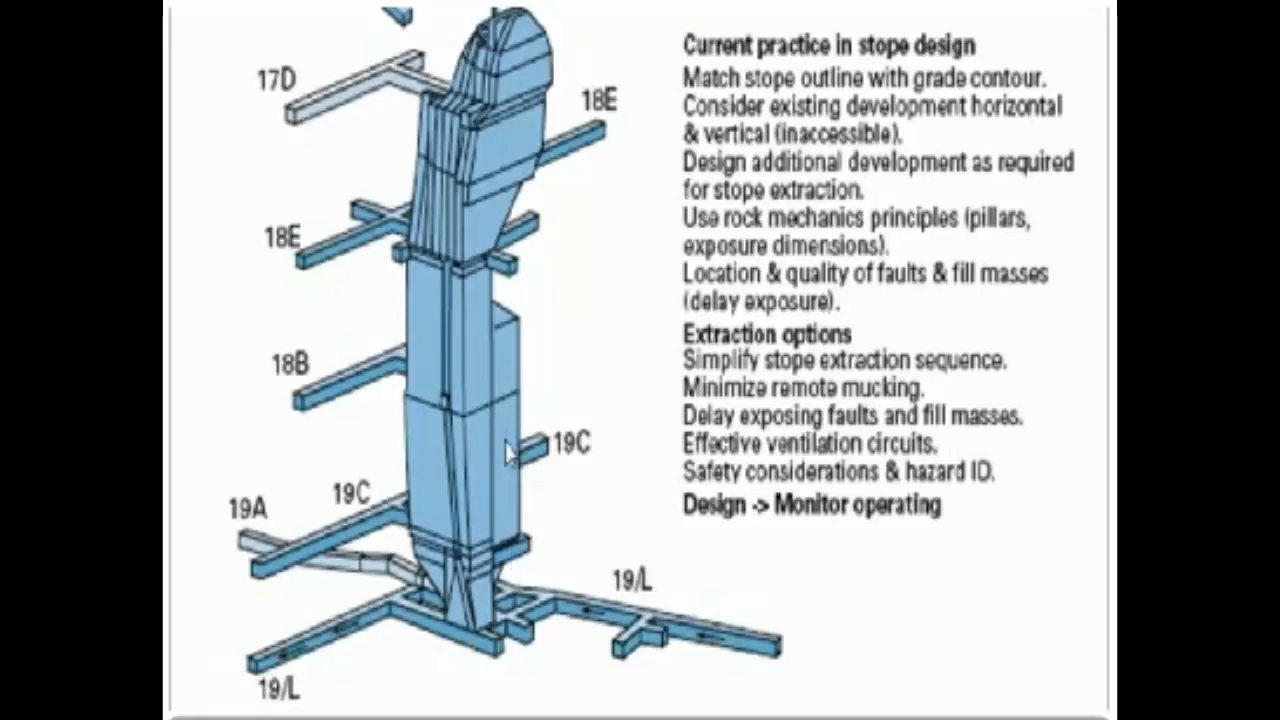 17D
18E
18E
18B
19C
19C
19A
19/L
19/L
Current practice in stope design
Match stope outline with grade contour.
Consider existing development horizontal
& vertical (inaccessible).
Design additional development as required
for stope extraction.
Use rock mechanics principles (pillars,
exposure dimensions).
Location & quality of faults & fill masses
(delay exposure).
Extraction options
Simplify stope extraction sequence.
Minimize remote mucking.
Delay exposing faults and fill masses.
Effective ventilation circuits.
Safety considerations & hazard ID.
Design -> Monitor operating